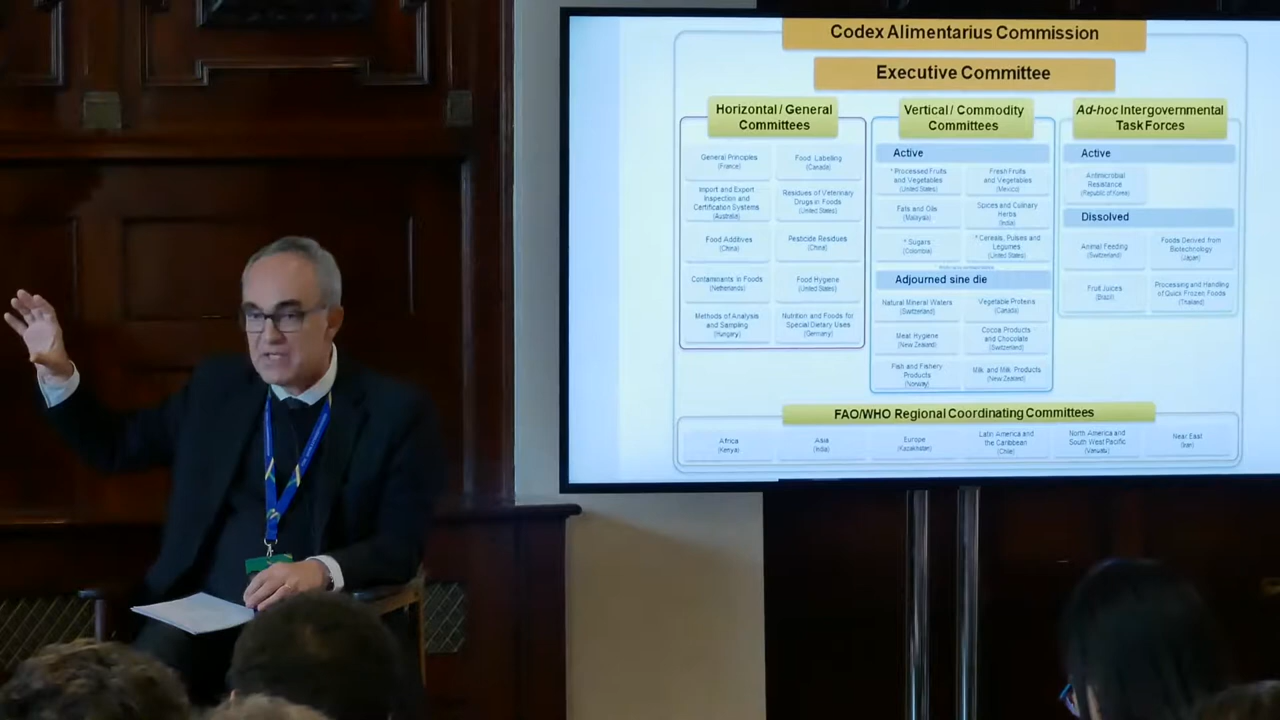 Codex Alimentarius Commission
Executive Committee
Horizontal / General
Committees
General Principles
(France)
Food Labelling
(Canada)
Import and Export
Inspection and
Certification Systems
(Australia)
Residues of Veterinary
Drugs in Foods
(United States)
Food Additives
(China)
Pesticide Residues
(China)
Contaminants in Foods
(Netherlands)
Food Hygiene
(United States)
Methods of Analysis
and Sampling
(Hungary)
Nutrition and Foods for
Special Dietary Uses
(Germany)
Vertical / Commodity
Committees
Active
* Processed Fruits
and Vegetables
(United States)
Fresh Fruits
and Vegetables
(Mexico)
Fats and Oils
(Malaysia)
Spices and Culinary
Herbs
(India)
* Sugars
(Colombia)
* Cereals, Pulses and
Legumes
(United States)
Adjourned sine die
Natural Mineral Waters
(Switzerland)
Vegetable Proteins
(Canada)
Meat Hygiene
(New Zealand)
Cocoa Products
and Chocolate
(Switzerland)
Fish and Fishery
Products
(Norway)
Milk and Milk Products
(New Zealand)
Ad-hoc Intergovernmental
Task Forces
Active
Antimicrobial
Resistance
(Republic of Korea)
Dissolved
Animal Feeding
(Switzerland)
Foods Derived from
Biotechnology
(Japan)
Fruit Juices
(Brazil)
Processing and Handling
of Quick Frozen Foods
(Thailand)
FAO/WHO Regional Coordinating Committees
Africa
(Kenya)
Asia
(India)
Europe
(Kazakhstan)
Latin America and
the Caribbean
(Chile)
North America and
South West Pacific
(Vanuatu)
Near East
(Iran)